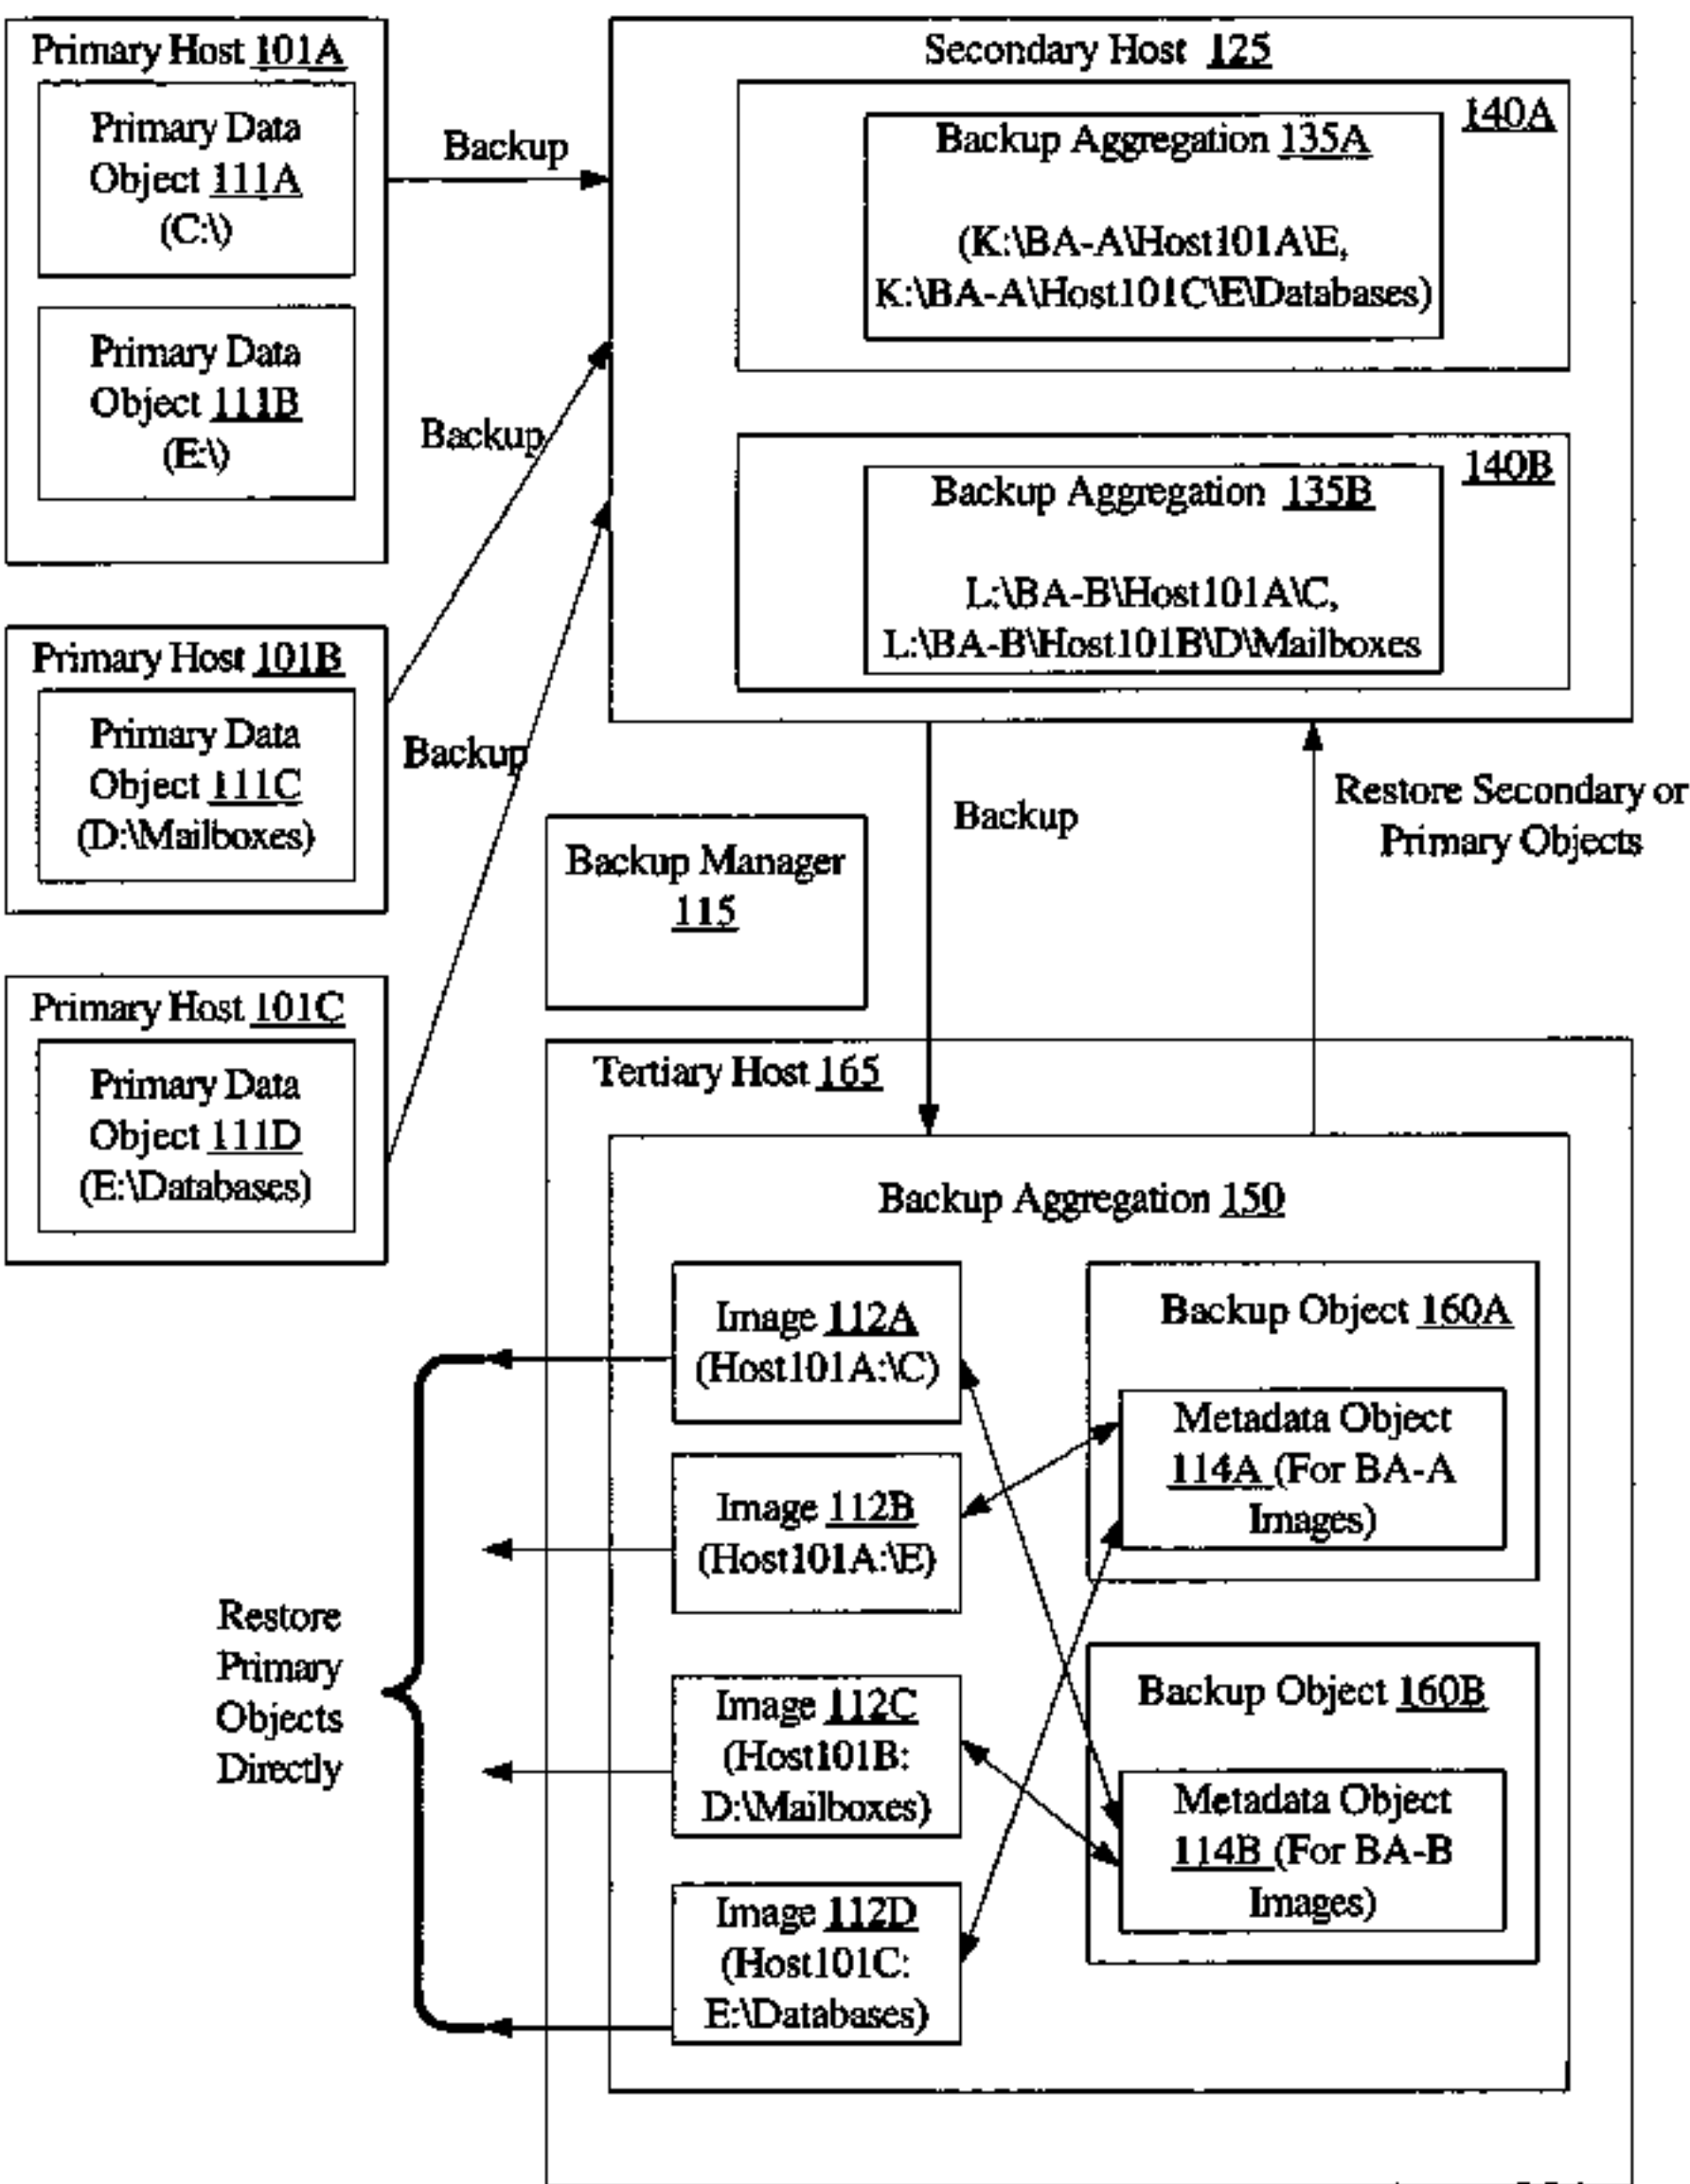 Primary Host 101A
Primary Data
Object 111A
(C:\)
Primary Data
Object 111B
(E:\)
Primary Host 101B
Primary Data
Object 111C
(D:\Mailboxes)
Primary Host 101C
Primary Data
Object 111D
(E:\Databases)
Backup
Backup
Backup
Secondary Host 125
140A
Backup Aggregation 135A
(K:\BA-A\Host101A\E,
K:\BA-A\Host101C\E\Databases)
140B
Backup Aggregation 135B
L:\BA-B\Host101A\C,
L:\BA-B\Host101B\D\Mailboxes
Backup
Restore Secondary or
Primary Objects
Backup Manager
115
Tertiary Host 165
Backup Aggregation 150
Image 112A
(Host101A:\C)
Image 112B
(Host101A:\E)
Image 112C
(Host101B:
D:\Mailboxes)
Image 112D
(Host101C:
E:\Databases)
Backup Object 160A
Metadata Object
114A (For BA-A
Images)
Backup Object 160B
Metadata Object
114B (For BA-B
Images)
Restore
Primary
Objects
Directly